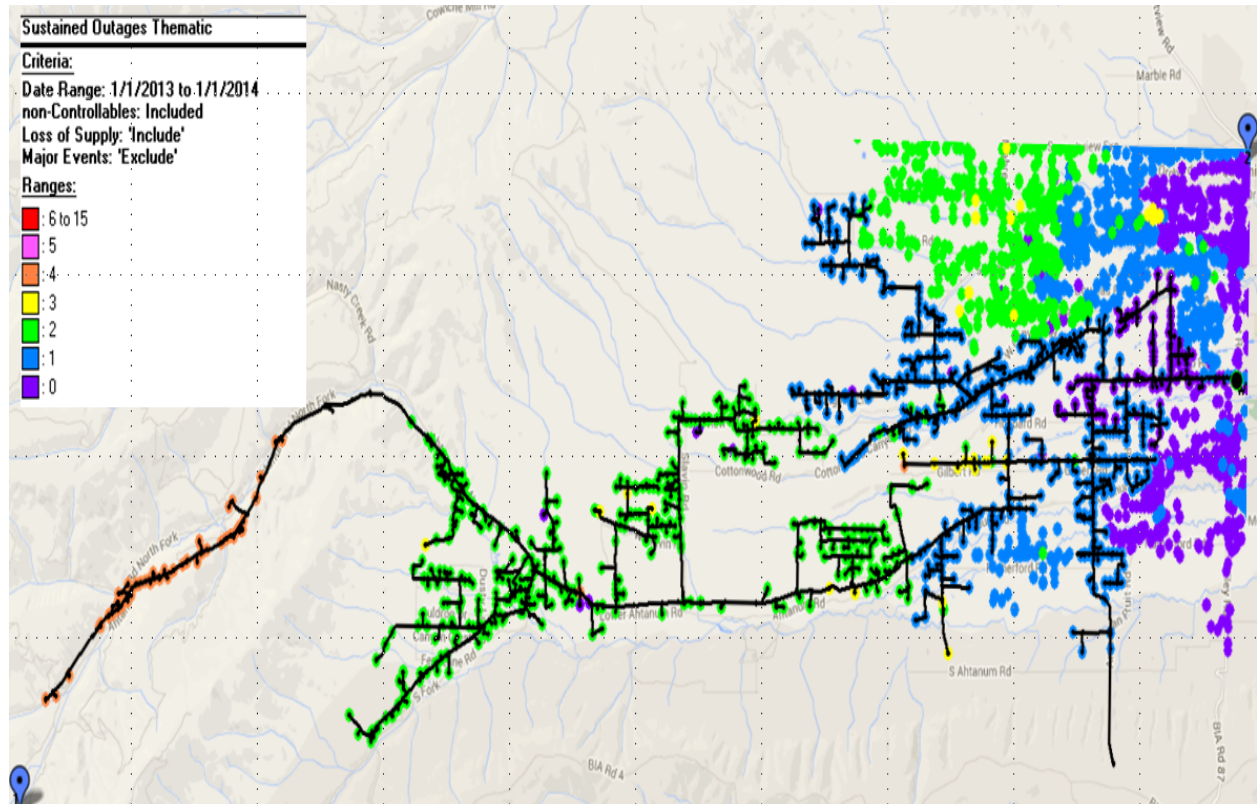 Sustained Outages Thematic
Criteria:
Date Range: 1/1/2013 to 1/1/2014
non-Controllables: Included
Loss of Supply: 'Include'
Major Events: 'Exclude'
Ranges:
: 6 to 15
: 5
: 4
: 3
: 2
: 1
: 0
Cowiche Mill Rd
Marble Rd
Nasty Creek Rd
North Fork
Cottonwood Rd
Lower Ahtanum Rd
S Fork
S Ahtanum Rd
BIA Rd 4
BIA Rd 87